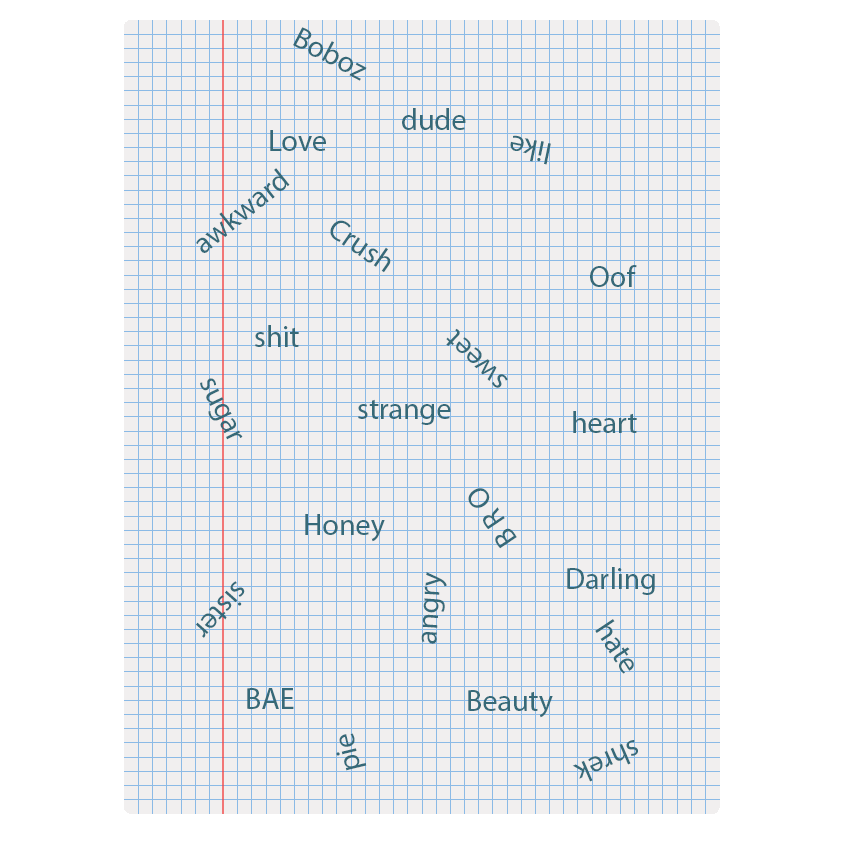 Boboz
dude
Love
like
awkward
Crush
Oof
shit
sweet
sugar
strange
heart
BRO
Honey
Darling
sister
angry
hate
BAE
Beauty
pie
shrek